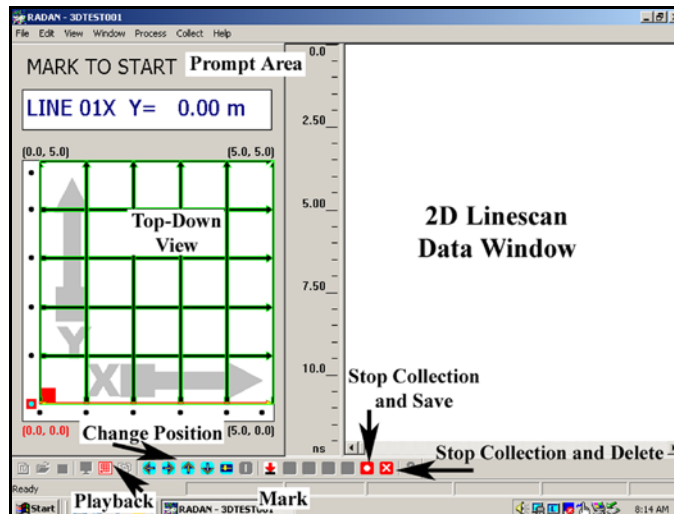 RADAN - 3DTEST001
File Edit View Window Process Collect Help
MARK TO START
Prompt Area
LINE 01X Y= 0.00 m
(0.0, 5.0)
(5.0, 5.0)
Top-Down
View
Y
X
(0.0, 0.0)
(5.0, 0.0)
0.0
2.50
5.00
7.50
10.0
ns
2D Linescan
Data Window
Stop Collection
and Save
Change Position
Stop Collection and Delete
Ready
Playback
Mark
Start
RADAN - 3DTEST001
8:14 AM